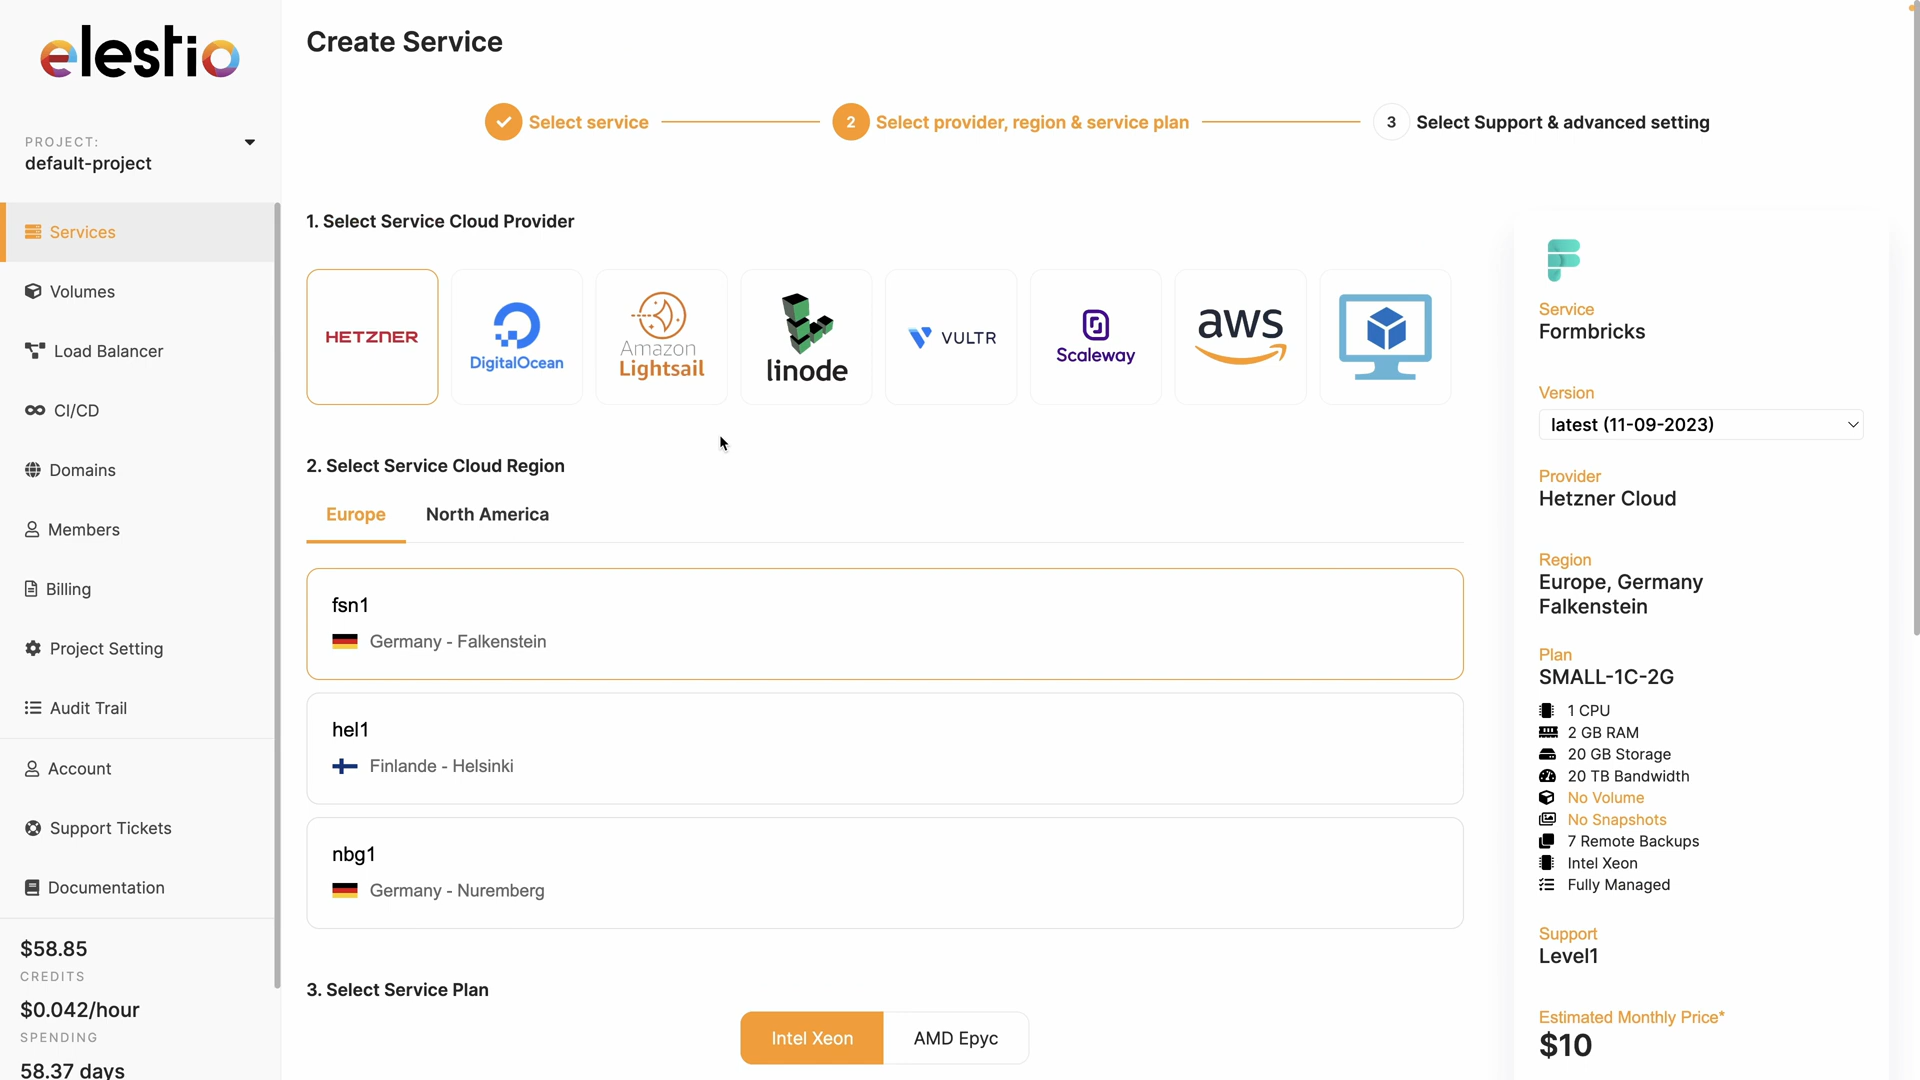 elestio
PROJECT:
default-project
Services
Volumes
Load Balancer
CI/CD
Domains
Members
Billing
Project Setting
Audit Trail
Account
Support Tickets
Documentation
$58.85
CREDITS
$0.042/hour
SPENDING
58.37 days
Create Service
Select service
2 Select provider, region & service plan
3 Select Support & advanced setting
1. Select Service Cloud Provider
HETZNER
DigitalOcean
Amazon
Lightsail
linode
VULTR
Scaleway
aws
2. Select Service Cloud Region
Europe
North America
fsn1
Germany - Falkenstein
hel1
Finlande - Helsinki
nbg1
Germany - Nuremberg
3. Select Service Plan
Intel Xeon
AMD Epyc
Service
Formbricks
Version
latest (11-09-2023)
Provider
Hetzner Cloud
Region
Europe, Germany
Falkenstein
Plan
SMALL-1C-2G
1 CPU
2 GB RAM
20 GB Storage
20 TB Bandwidth
No Volume
No Snapshots
7 Remote Backups
Intel Xeon
Fully Managed
Support
Level1
Estimated Monthly Price*
$10